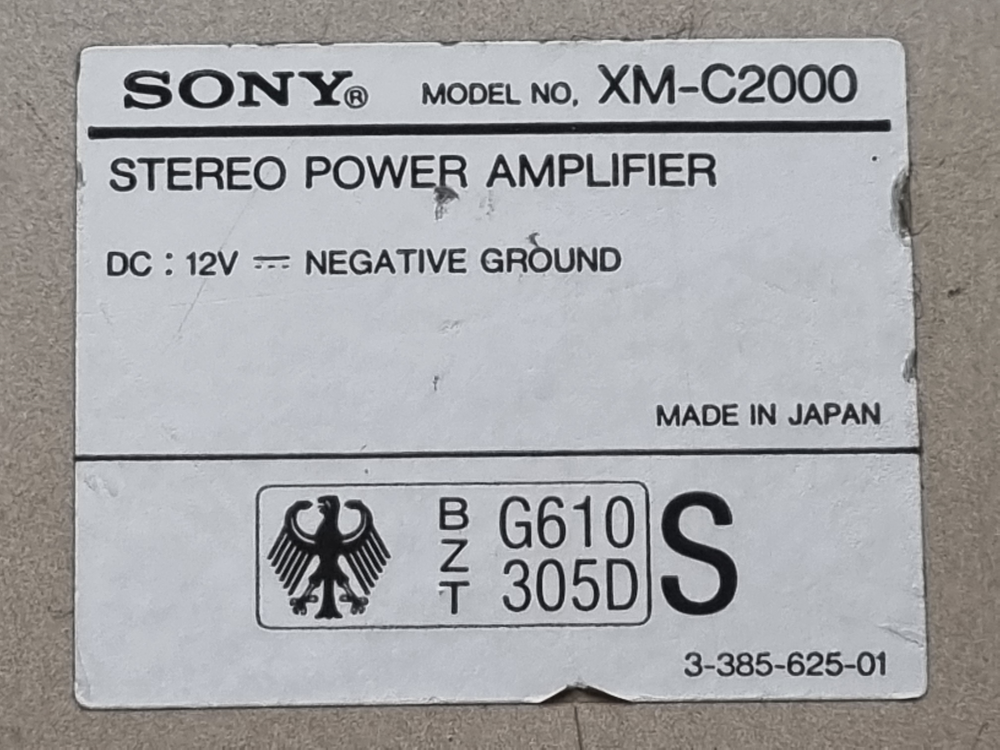 SONY® MODEL NO. XM-C2000
STEREO POWER AMPLIFIER
DC : 12V ⎓ NEGATIVE GROUND
MADE IN JAPAN
BZT G610 305D S
3-385-625-01